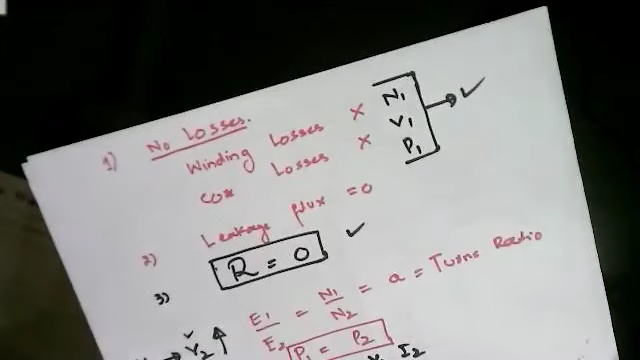 1) No Losses.
Winding Losses X
Core Losses X
N1
V1
P1
2) Leakage flux = 0
3) R = 0
E1/E2 = N1/N2 = a = Turns Ratio
P1 = P2
V2
I2